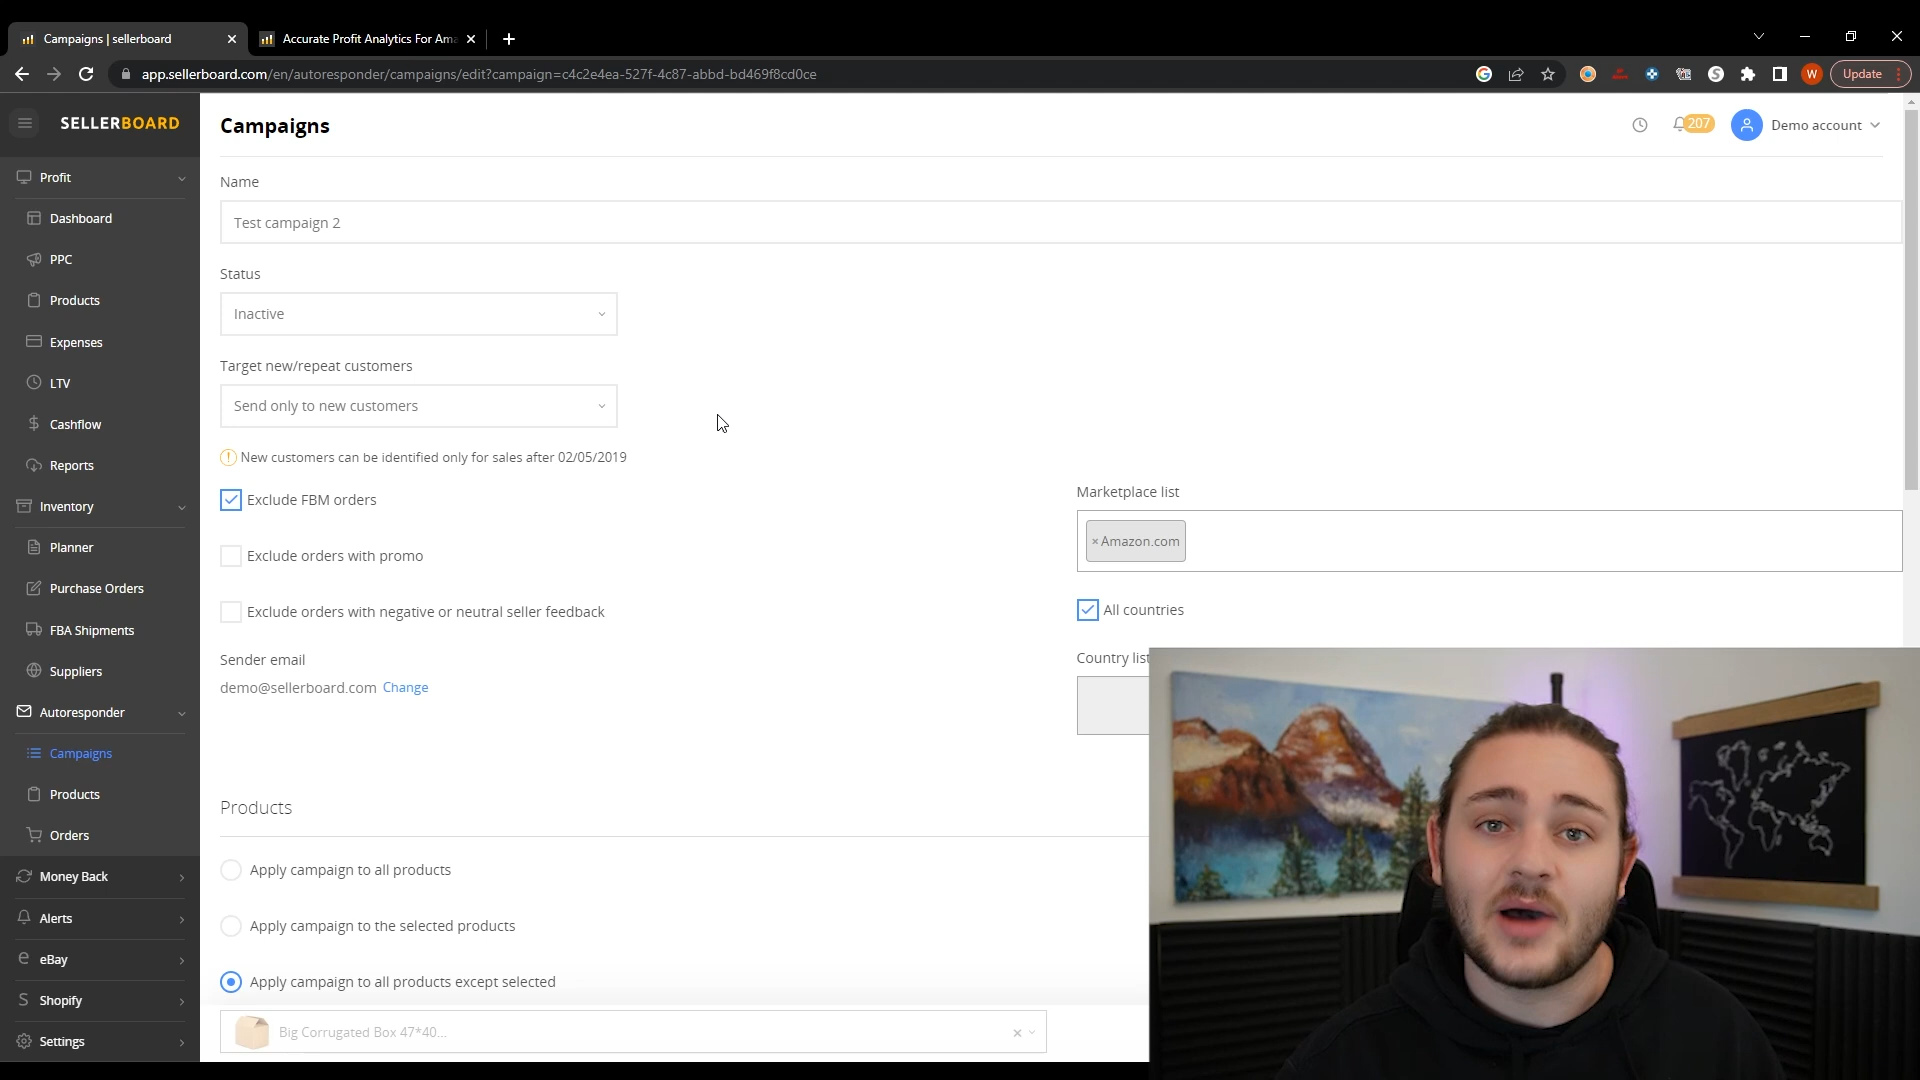 Campaigns | sellerboard
Accurate Profit Analytics For Ama
app.sellerboard.com/en/autoresponder/campaigns/edit?campaign=c4c2e4ea-527f-4c87-abbd-bd469f8cd0ce
W
Update
SELLERBOARD
Campaigns
207
Demo account
Profit
Dashboard
PPC
Products
Expenses
LTV
Cashflow
Reports
Inventory
Planner
Purchase Orders
FBA Shipments
Suppliers
Autoresponder
Campaigns
Products
Orders
Money Back
Alerts
eBay
Shopify
Settings
Name
Test campaign 2
Status
Inactive
Target new/repeat customers
Send only to new customers
New customers can be identified only for sales after 02/05/2019
Exclude FBM orders
Exclude orders with promo
Exclude orders with negative or neutral seller feedback
Sender email
demo@sellerboard.com Change
Marketplace list
× Amazon.com
All countries
Country list
Products
Apply campaign to all products
Apply campaign to the selected products
Apply campaign to all products except selected
Big Corrugated Box 47*40...